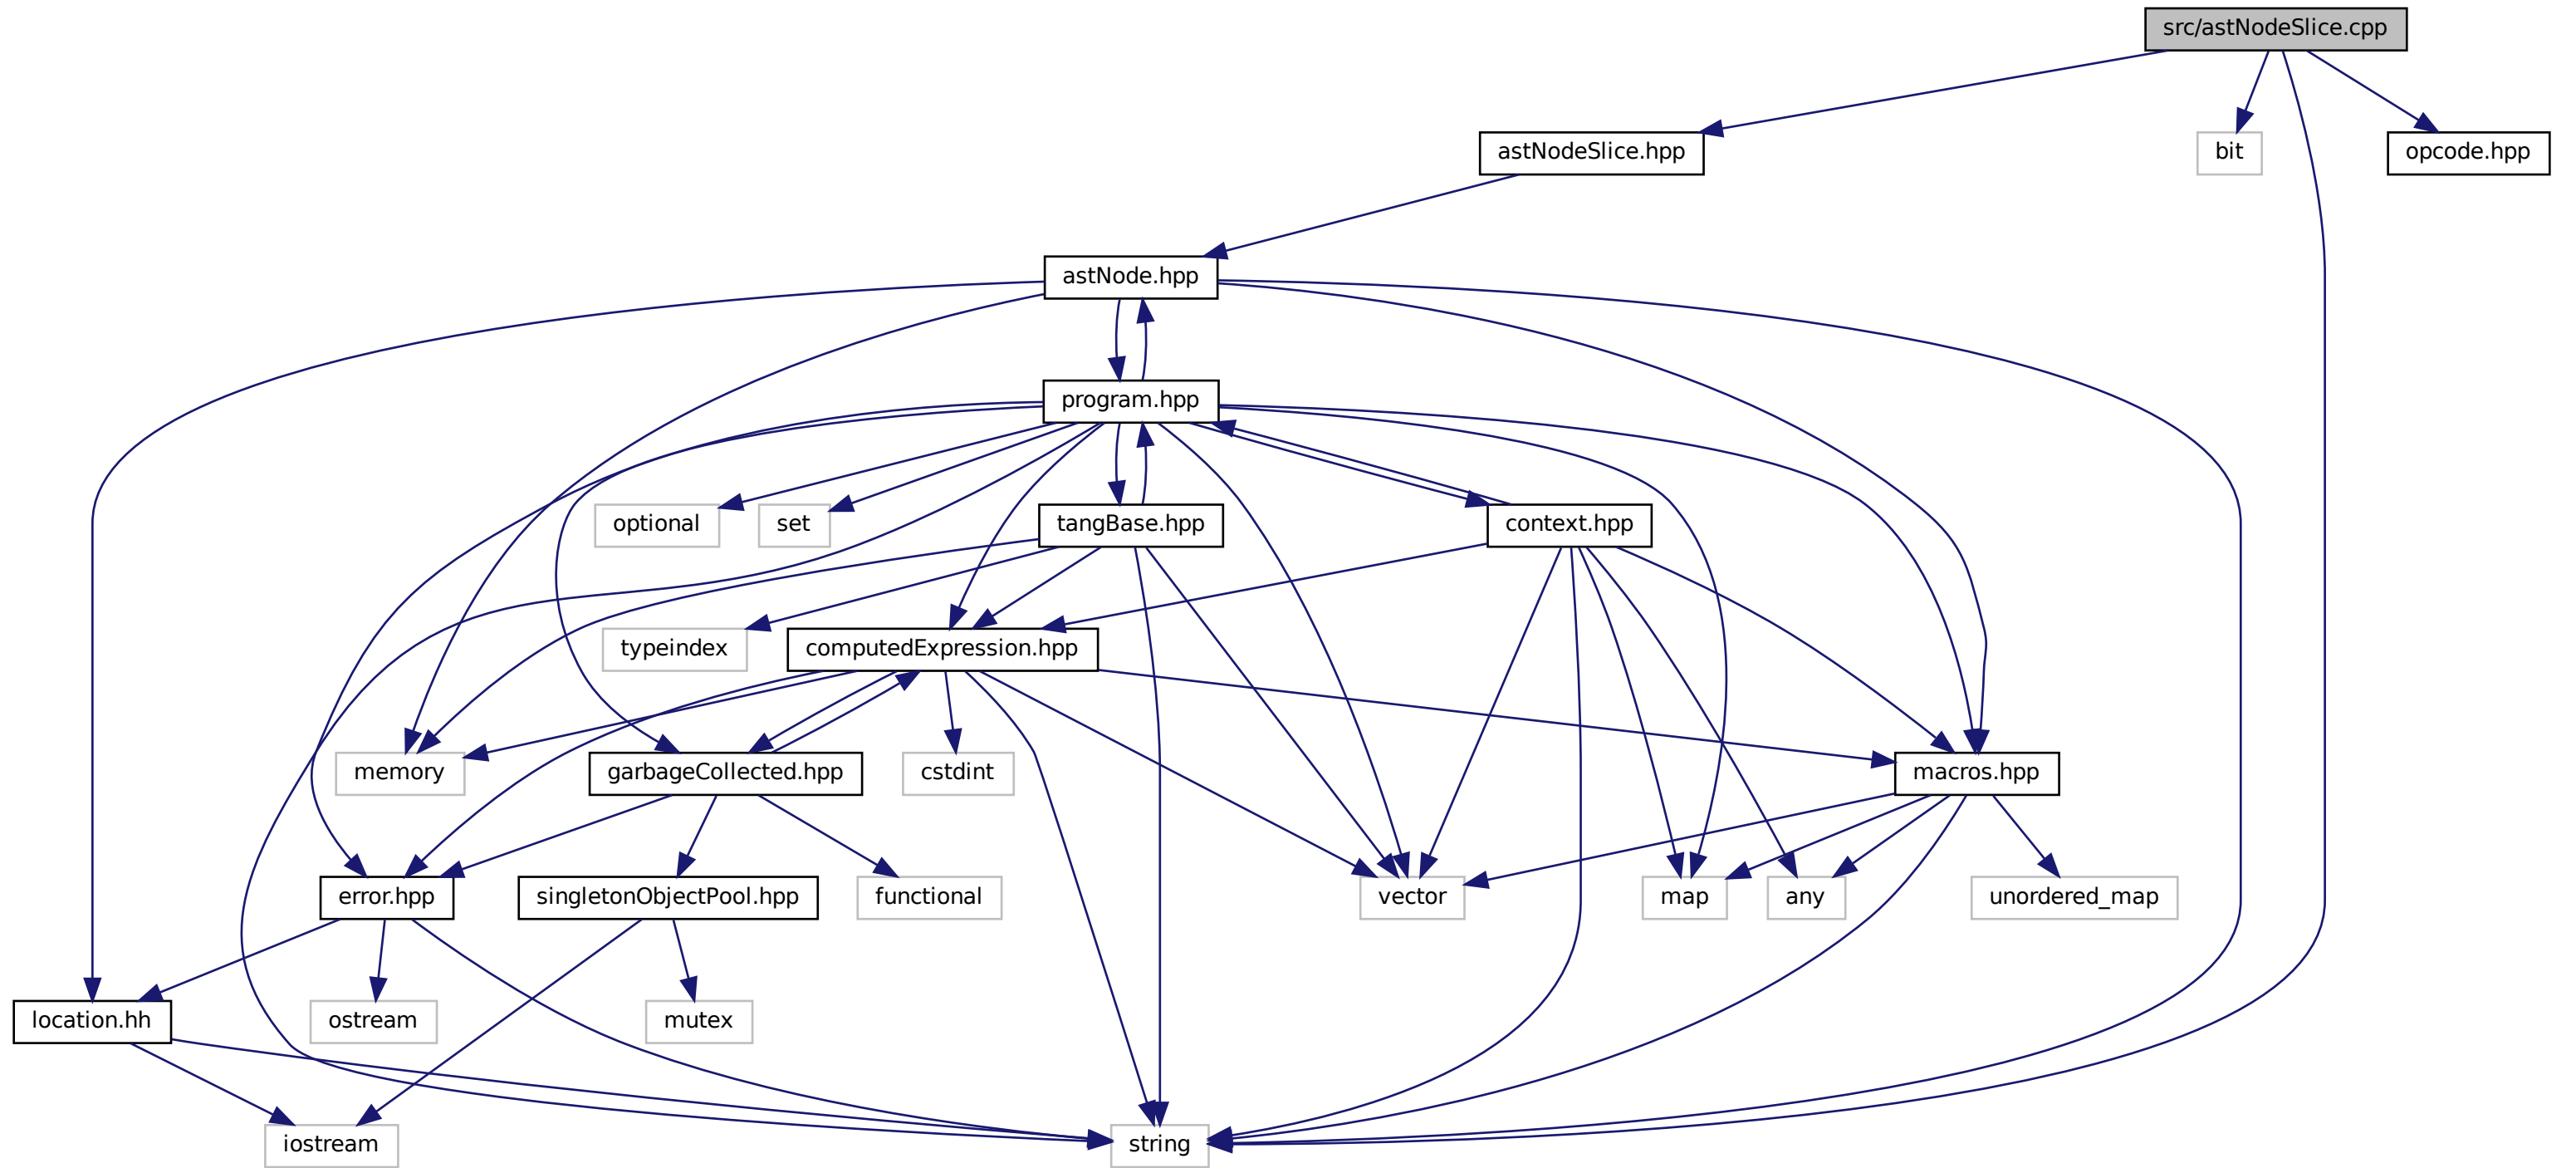 src/astNodeSlice.cpp
astNodeSlice.hpp
bit
opcode.hpp
astNode.hpp
program.hpp
optional
set
tangBase.hpp
context.hpp
typeindex
computedExpression.hpp
memory
garbageCollected.hpp
cstdint
macros.hpp
error.hpp
singletonObjectPool.hpp
functional
vector
map
any
unordered_map
location.hh
ostream
mutex
iostream
string